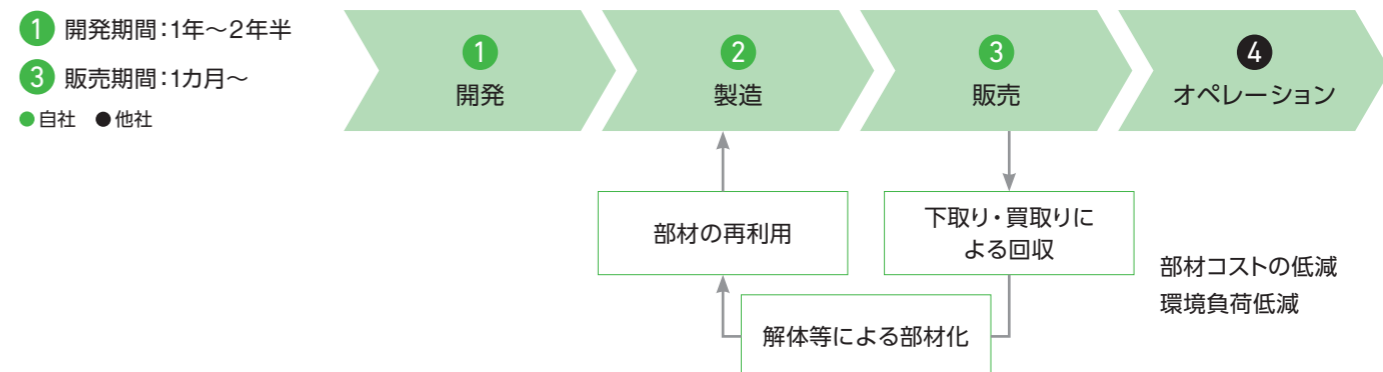 1 開発期間：1年～2年半
3 販売期間：1カ月～
●自社 ●他社
1
開発
2
製造
3
販売
4
オペレーション
部材の再利用
下取り・買取りに
よる回収
解体等による部材化
部材コストの低減
環境負荷低減